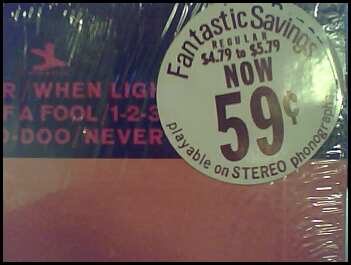 Fantastic Savings
REGULAR
$4.79 to $5.79
NOW
59¢
playable on STEREO phonographs
R/WHEN LIGH
F A FOOL/1-2-3
O-DOO/NEVER